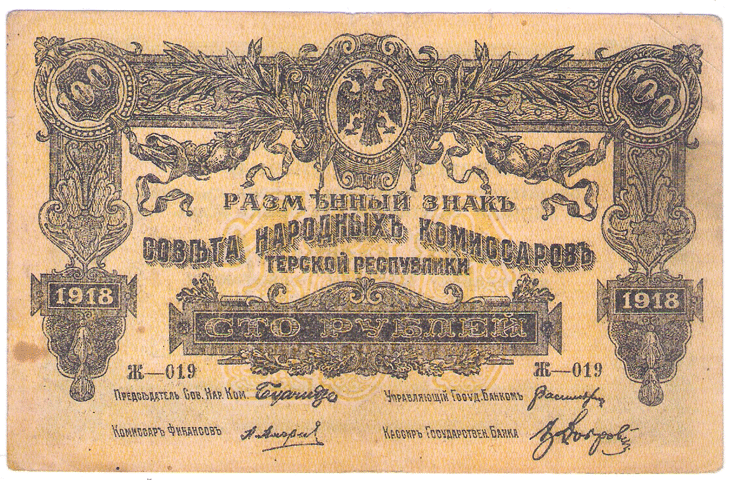 100 100
РАЗМѢННЫЙ ЗНАКЪ
СОВѢТА НАРОДНЫХЪ КОМИССАРОВЪ
ТЕРСКОЙ РЕСПУБЛИКИ
1918 1918
СТО РУБЛЕЙ
Ж—019 Ж—019
Предсѣдатель Сов. Нар. Ком. Управляющій Госуд. Банкомъ
Комиссаръ Финансовъ Кассиръ Государствен. Банка